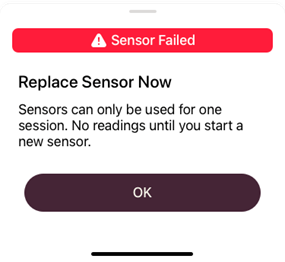 Sensor Failed
Replace Sensor Now
Sensors can only be used for one
session. No readings until you start a
new sensor.
OK